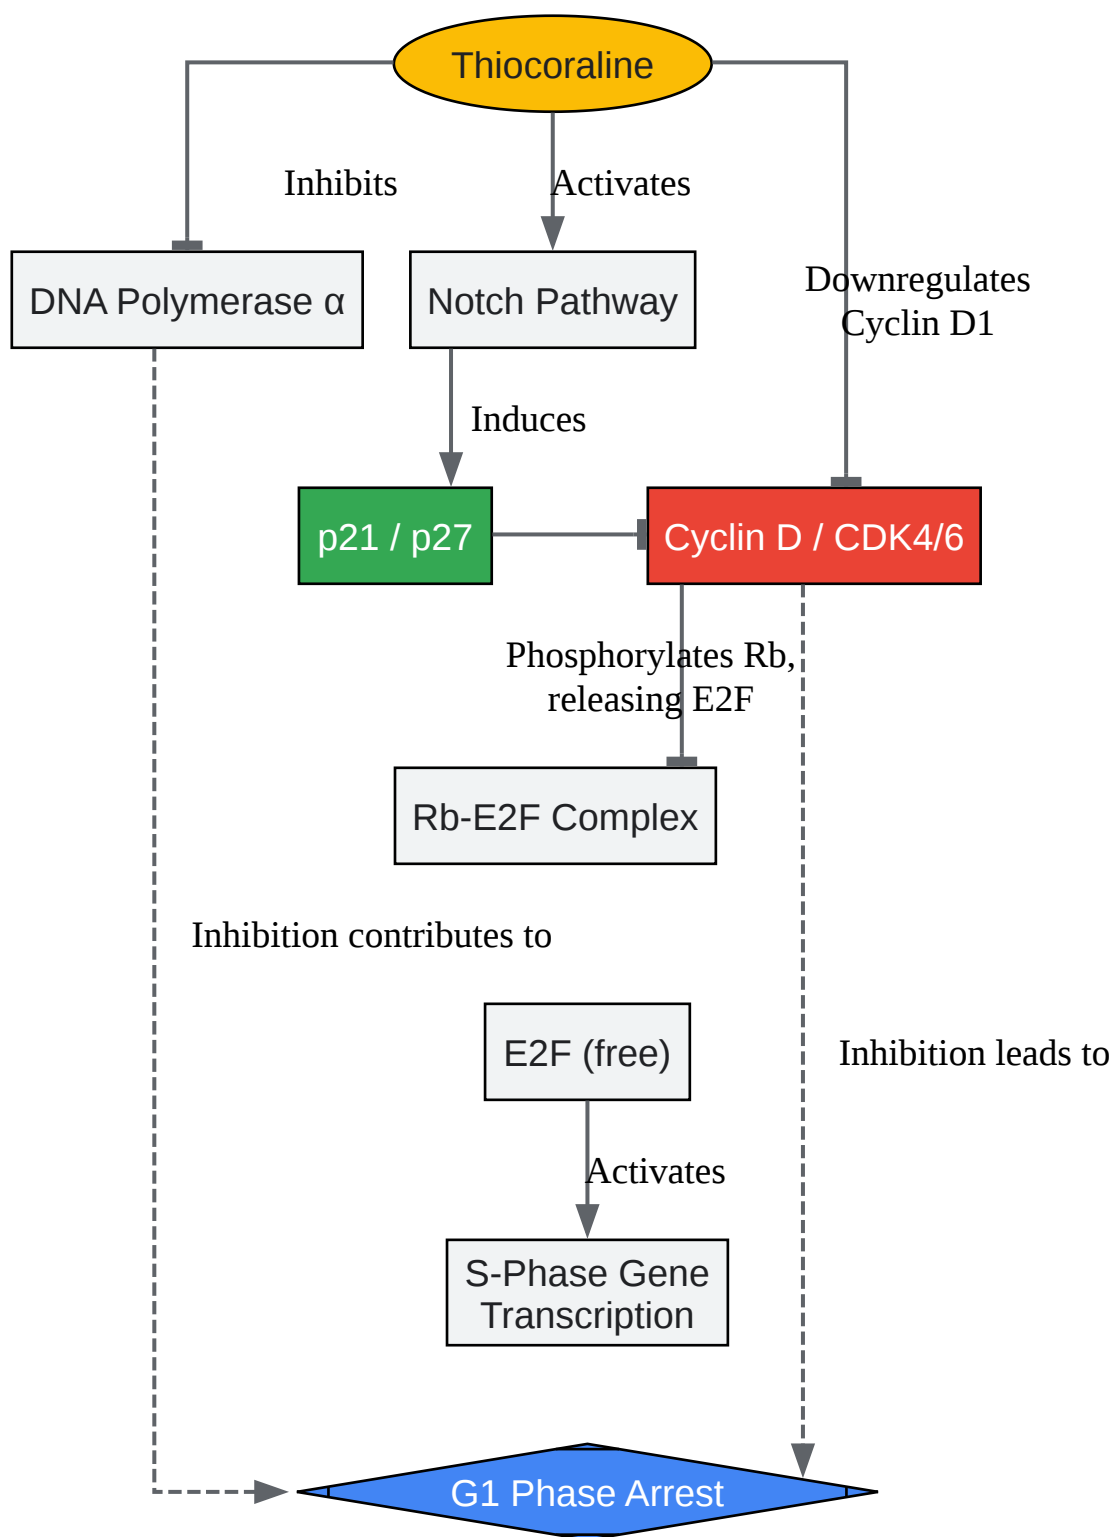 Thiocoraline
Inhibits
Activates
DNA Polymerase α
Notch Pathway
Downregulates
Cyclin D1
Induces
p21 / p27
Cyclin D / CDK4/6
Phosphorylates Rb,
releasing E2F
Rb-E2F Complex
Inhibition contributes to
E2F (free)
Inhibition leads to
Activates
S-Phase Gene
Transcription
G1 Phase Arrest